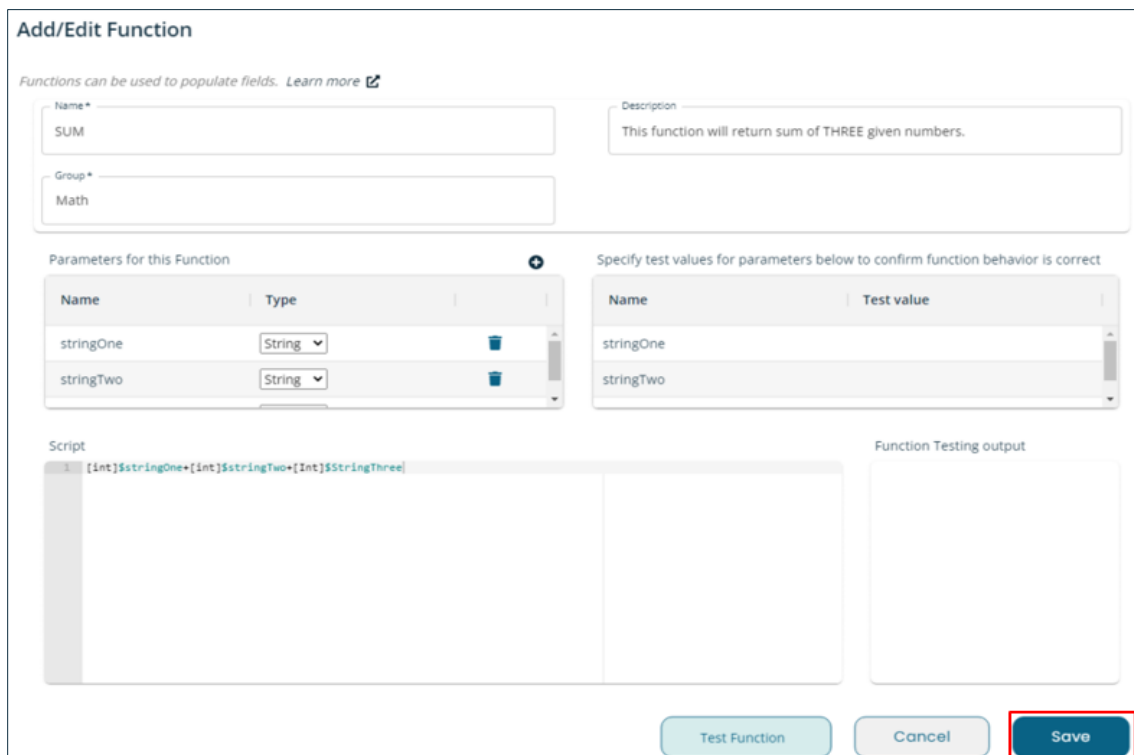 Add/Edit Function
Functions can be used to populate fields. Learn more
Name*
SUM
Description
This function will return sum of THREE given numbers.
Group*
Math
Parameters for this Function
Specify test values for parameters below to confirm function behavior is correct
Name Type
Name Test value
stringOne String
stringOne
stringTwo String
stringTwo
Script
Function Testing output
1 [int]$stringOne+[int]$stringTwo+[Int]$StringThree
Test Function Cancel Save